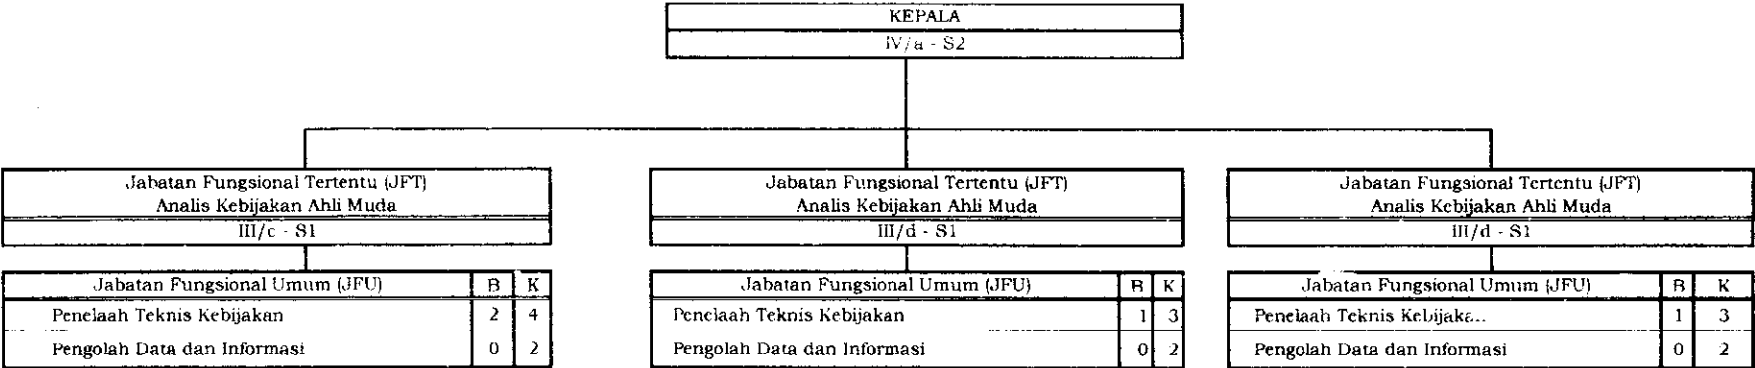 KEPALA
IV/a - S2
Jabatan Fungsional Tertentu (JFT)
Analis Kebijakan Ahli Muda
III/c - S1
Jabatan Fungsional Umum (JFU) B K
Penelaah Teknis Kebijakan 2 4
Pengolah Data dan Informasi 0 2
Jabatan Fungsional Tertentu (JFT)
Analis Kebijakan Ahli Muda
III/d - S1
Jabatan Fungsional Umum (JFU) B K
Penelaah Teknis Kebijakan 1 3
Pengolah Data dan Informasi 0 2
Jabatan Fungsional Tertentu (JFT)
Analis Kebijakan Ahli Muda
III/d - S1
Jabatan Fungsional Umum (JFU) B K
Penelaah Teknis Kebijaka... 1 3
Pengolah Data dan Informasi 0 2